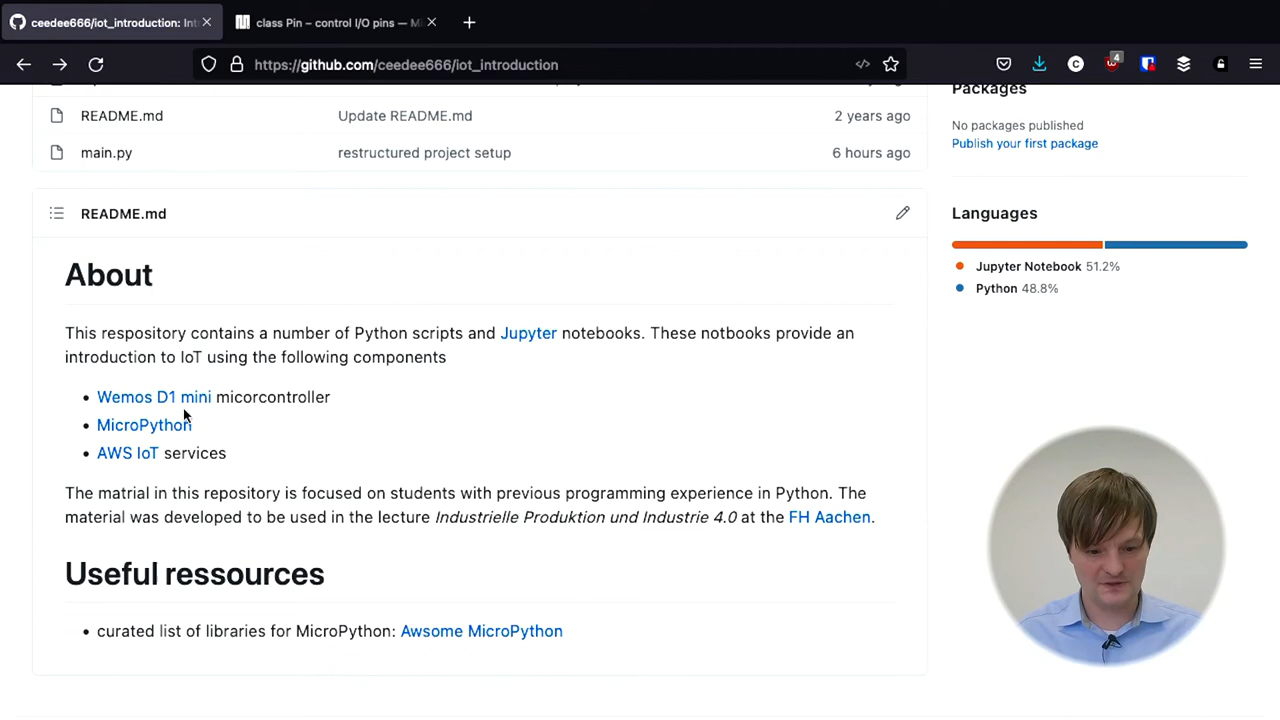 ceedee666/iot_introduction: Int
class Pin – control I/O pins — Mi
https://github.com/ceedee666/iot_introduction
4
README.md Update README.md 2 years ago
main.py restructured project setup 6 hours ago
Packages
No packages published
Publish your first package
README.md
Languages
Jupyter Notebook 51.2%
Python 48.8%
About
This respository contains a number of Python scripts and Jupyter notebooks. These notbooks provide an
introduction to IoT using the following components
• Wemos D1 mini micorcontroller
• MicroPython
• AWS IoT services
The matrial in this repository is focused on students with previous programming experience in Python. The
material was developed to be used in the lecture Industrielle Produktion und Industrie 4.0 at the FH Aachen.
Useful ressources
• curated list of libraries for MicroPython: Awsome MicroPython